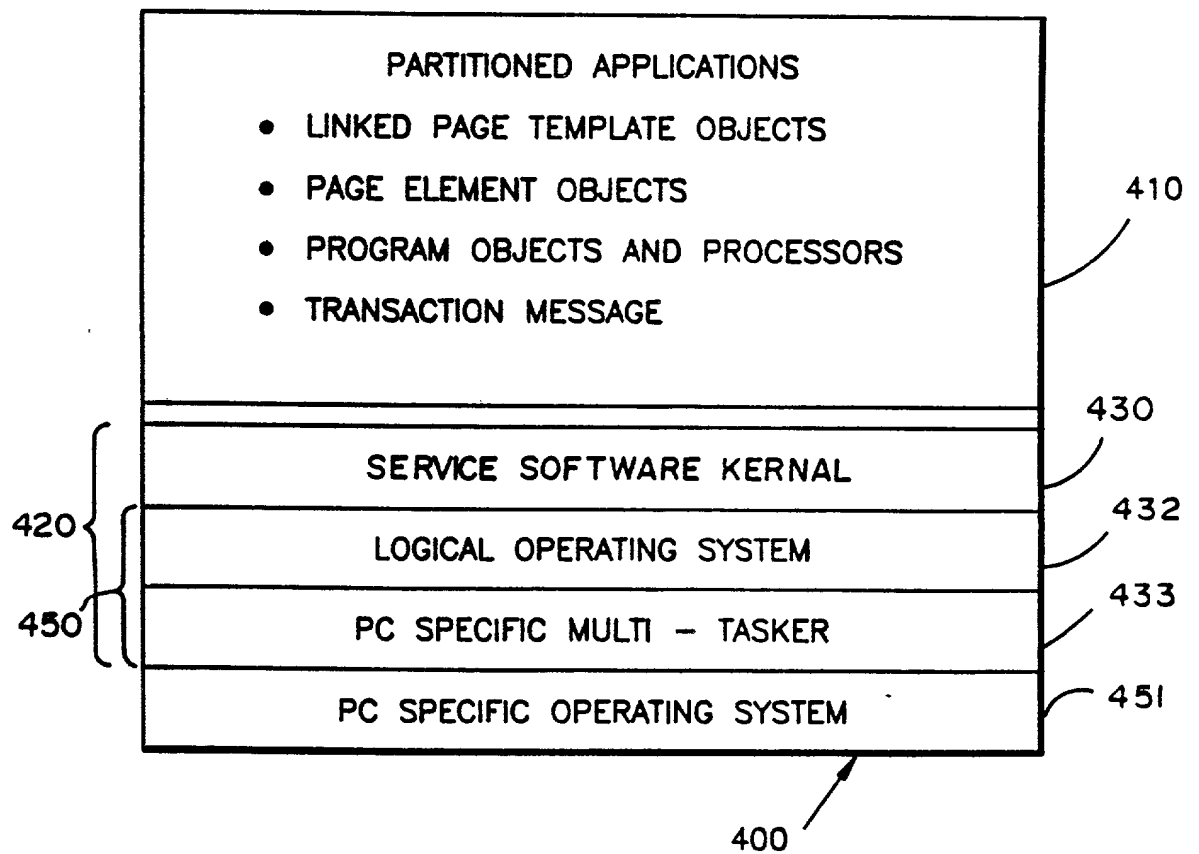 PARTITIONED APPLICATIONS
• LINKED PAGE TEMPLATE OBJECTS
• PAGE ELEMENT OBJECTS
• PROGRAM OBJECTS AND PROCESSORS
• TRANSACTION MESSAGE
410
430
SERVICE SOFTWARE KERNAL
420
432
LOGICAL OPERATING SYSTEM
433
450
PC SPECIFIC MULTI – TASKER
451
PC SPECIFIC OPERATING SYSTEM
400